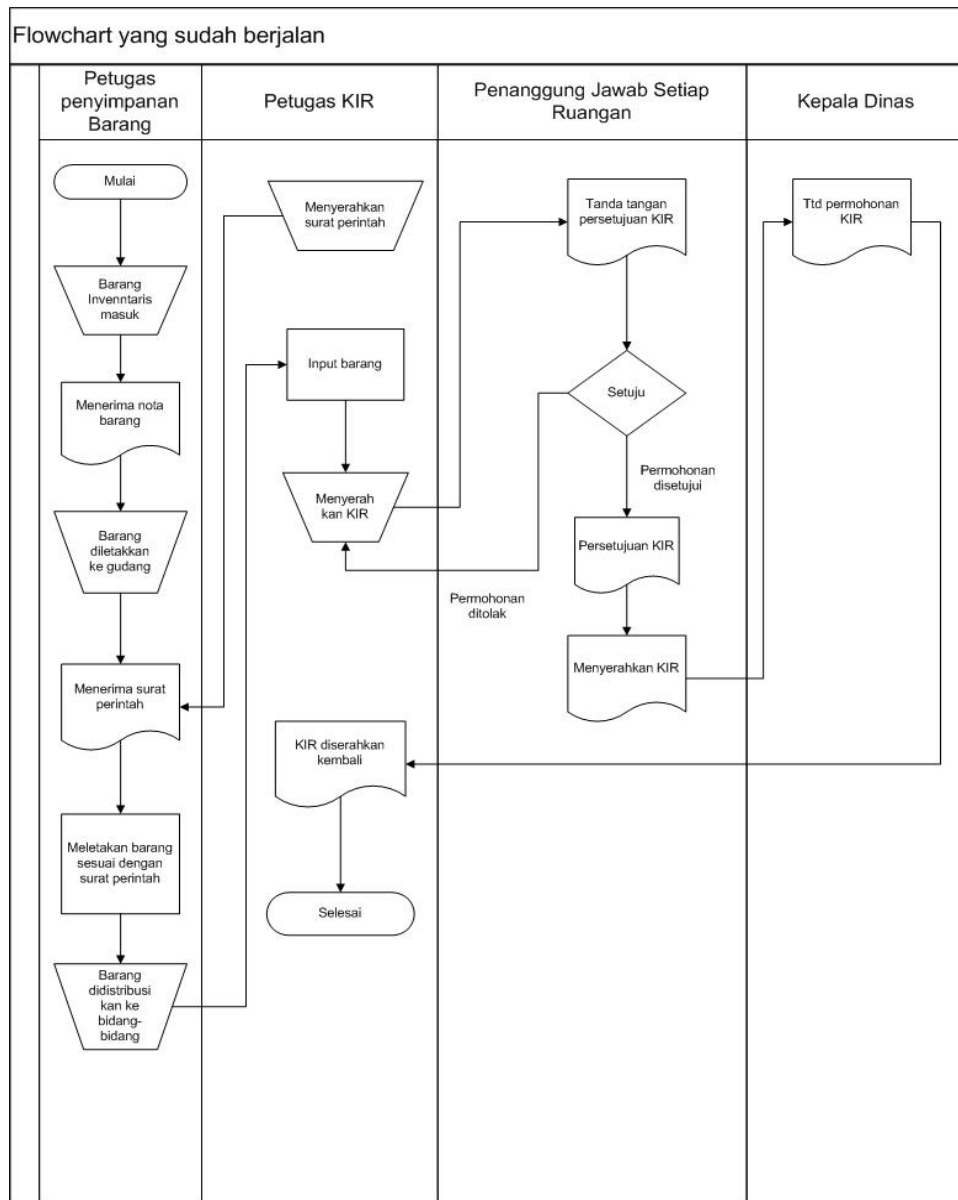 Flowchart yang sudah berjalan
Petugas
penyimpanan
Barang
Petugas KIR
Penanggung Jawab Setiap
Ruangan
Kepala Dinas
Mulai
Barang
Invenntaris
masuk
Menerima nota
barang
Barang
diletakkan
ke gudang
Menerima surat
perintah
Meletakan barang
sesuai dengan
surat perintah
Barang
didistribusi
kan ke
bidang-
bidang
Menyerahkan
surat perintah
Input barang
Menyerah
kan KIR
KIR diserahkan
kembali
Selesai
Tanda tangan
persetujuan KIR
Setuju
Permohonan
disetujui
Persetujuan KIR
Permohonan
ditolak
Menyerahkan KIR
Ttd permohonan
KIR